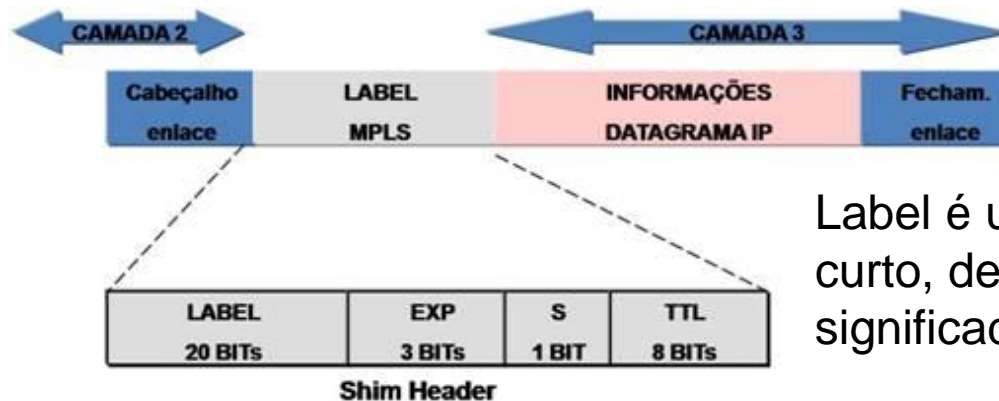 CAMADA 2
CAMADA 3
Cabeçalho
enlace
LABEL
MPLS
INFORMAÇÕES
DATAGRAMA IP
Fecham.
enlace
Label é
curto, de
LABEL
20 BITs
EXP
3 BITs
S
1 BIT
TTL
8 BITs
Shim Header